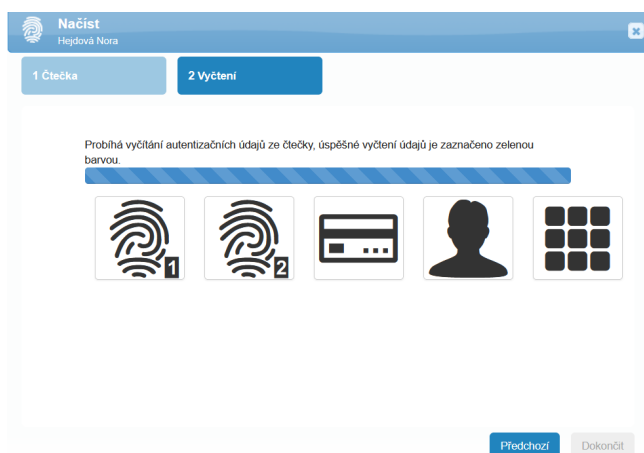 Načíst
Hejdová Nora
1 Čtečka
2 Vyčtení
Probíhá vyčítání autentizačních údajů ze čtečky, úspěšné vyčtení údajů je zaznačeno zelenou
barvou.
1
2
Předchozí
Dokončit